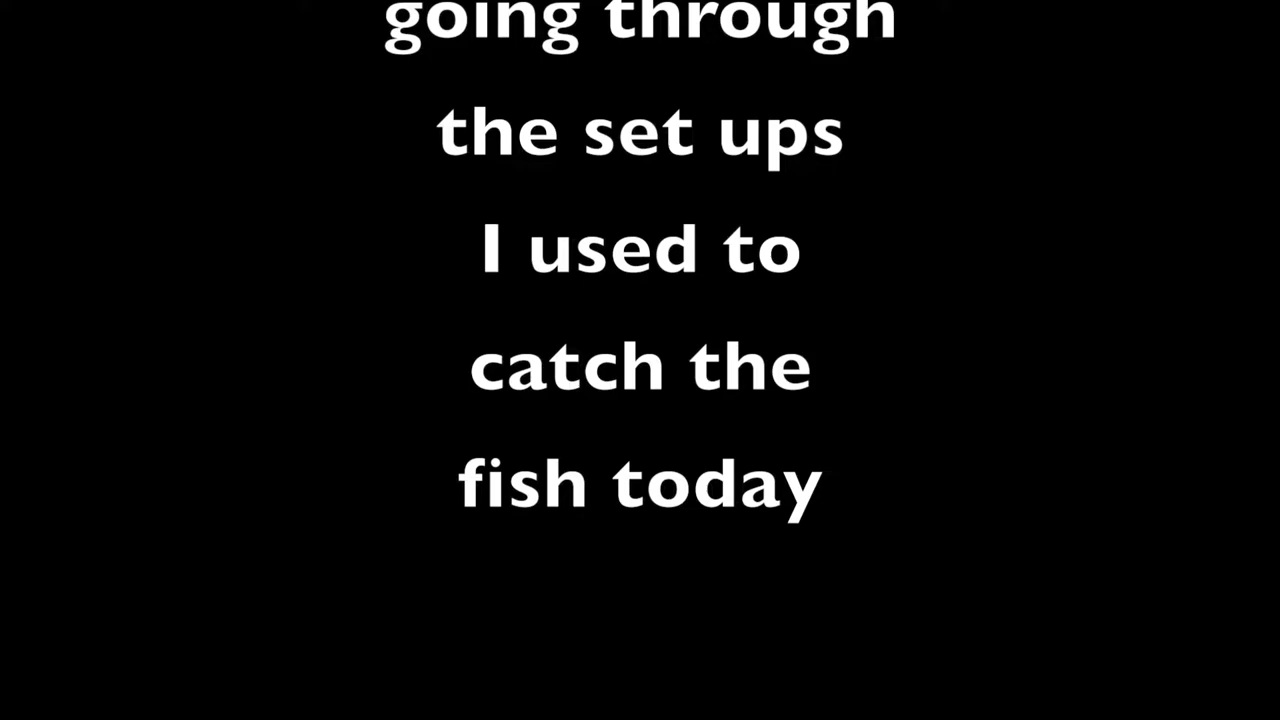 going through
the set ups
I used to
catch the
fish today